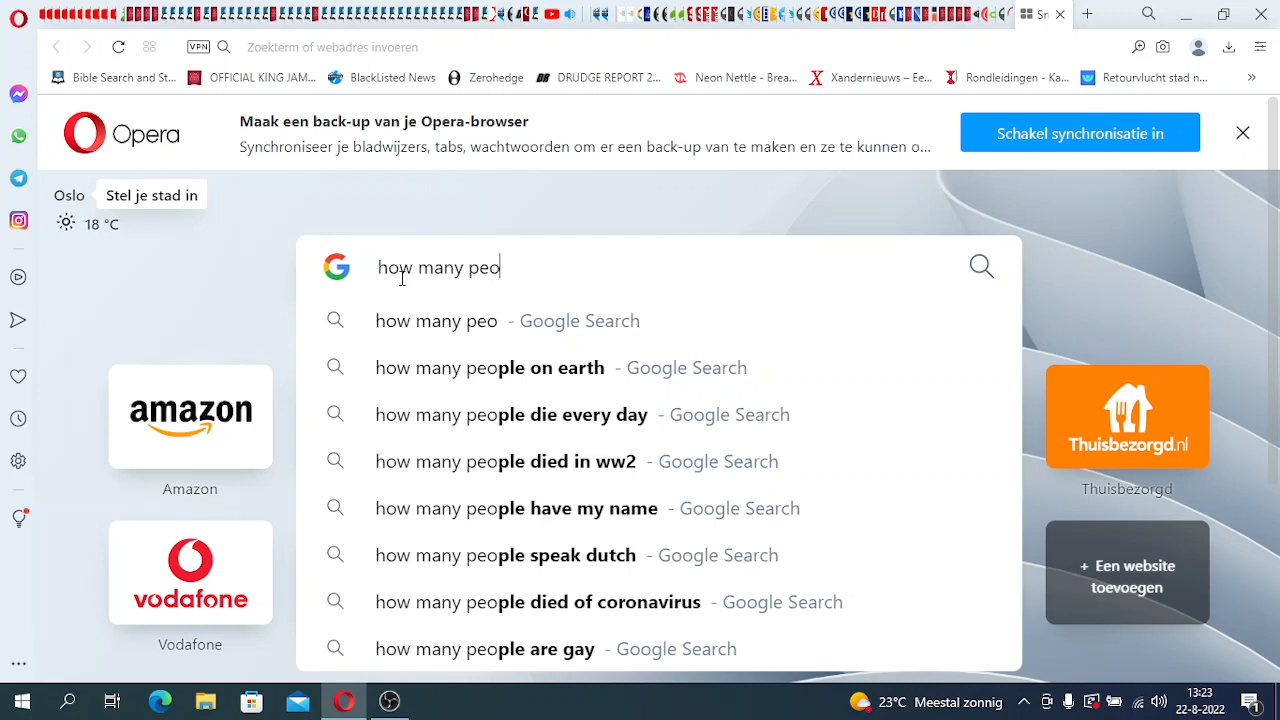 Sn
VPN
Zoekterm of webadres invoeren
Bible Search and St...
OFFICIAL KING JAM...
BlackListed News
Zerohedge
DRUDGE REPORT 2...
Neon Nettle - Brea...
Xandernieuws – Ee...
Rondleidingen - Ka...
Retourvlucht stad n...
Opera
Maak een back-up van je Opera-browser
Synchroniseer je bladwijzers, tabs, wachtwoorden om er een back-up van te maken en ze te kunnen o...
Schakel synchronisatie in
Oslo
Stel je stad in
18 °C
how many peo
how many peo - Google Search
how many people on earth - Google Search
how many people die every day - Google Search
how many people died in ww2 - Google Search
how many people have my name - Google Search
how many people speak dutch - Google Search
how many people died of coronavirus - Google Search
how many people are gay - Google Search
amazon
Amazon
vodafone
Vodafone
Thuisbezorgd.nl
Thuisbezorgd
+ Een website
toevoegen
23°C Meestal zonnig
13:23
22-8-2022
1